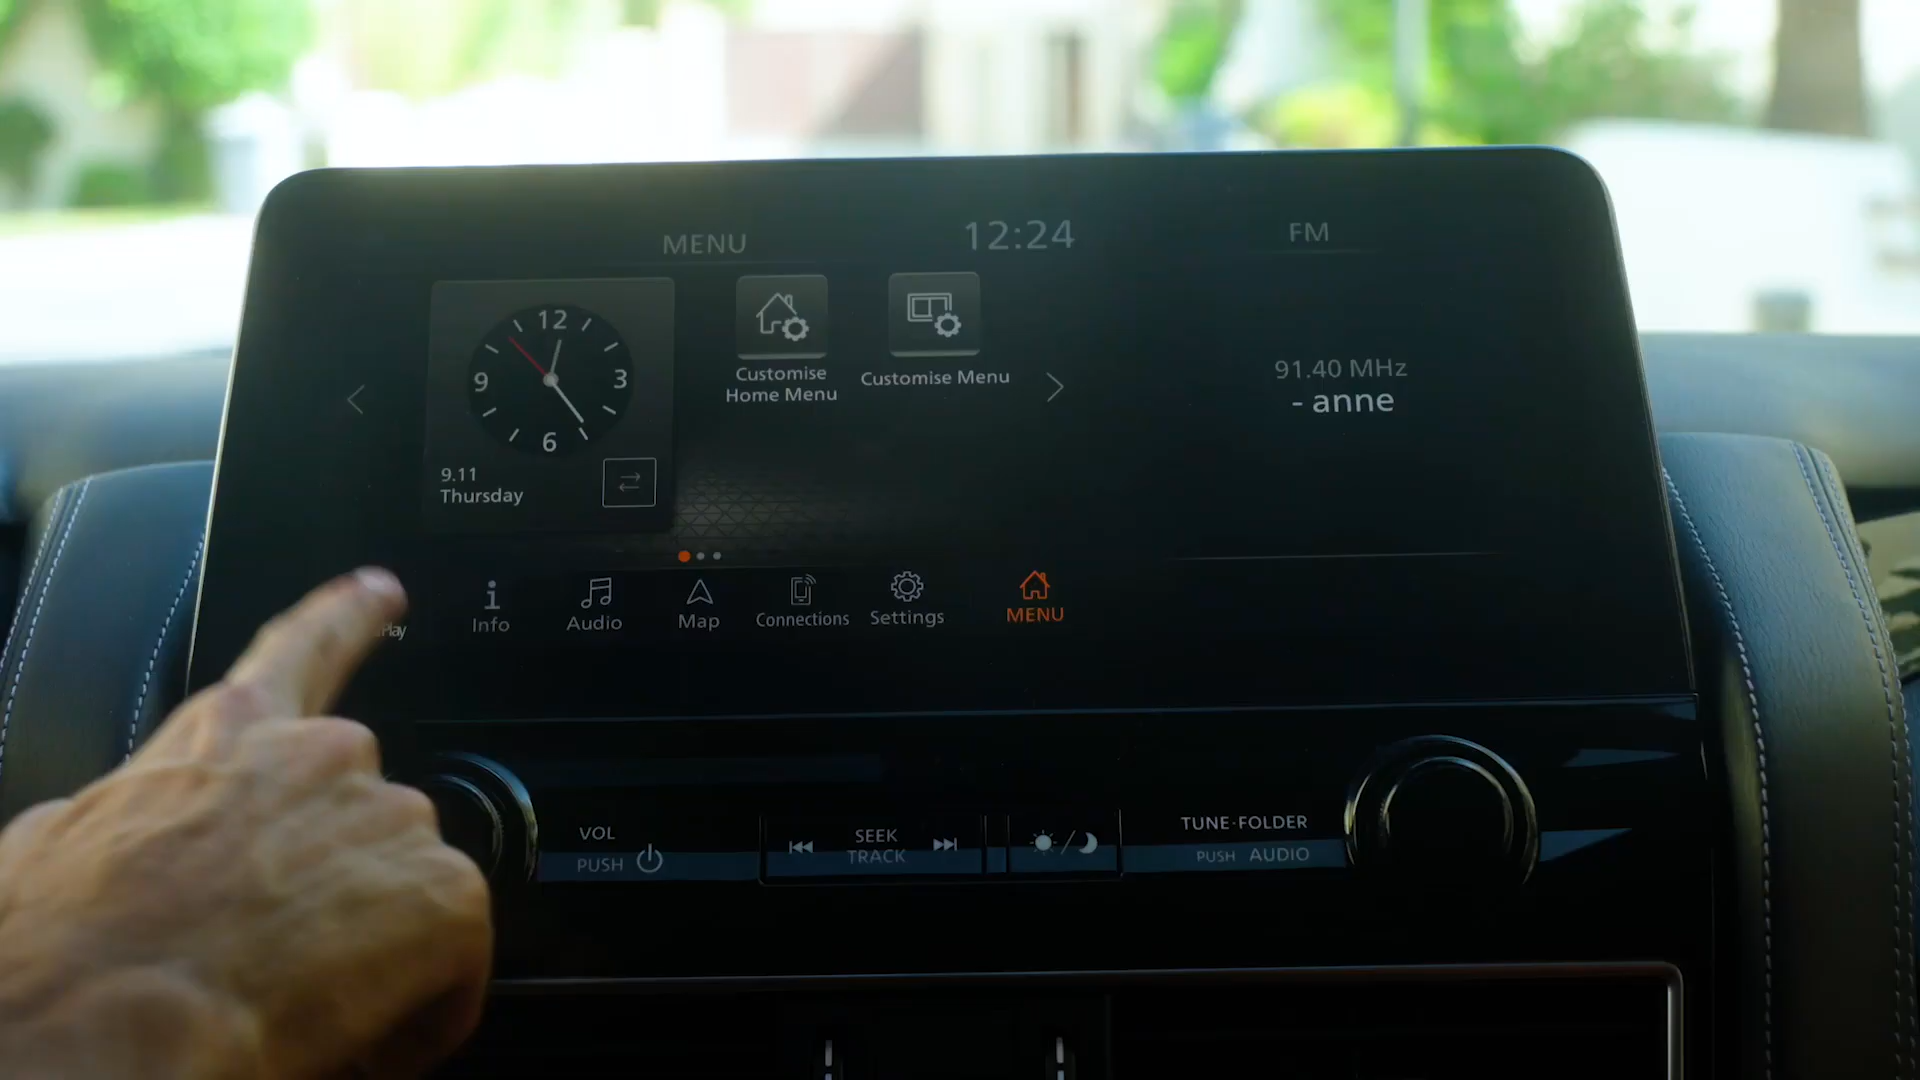 MENU
12:24
FM
12
9
3
6
9.11
Thursday
Customise
Home Menu
Customise Menu
91.40 MHz
- anne
Play
Info
Audio
Map
Connections
Settings
MENU
VOL
PUSH
SEEK
TRACK
TUNE·FOLDER
PUSH AUDIO